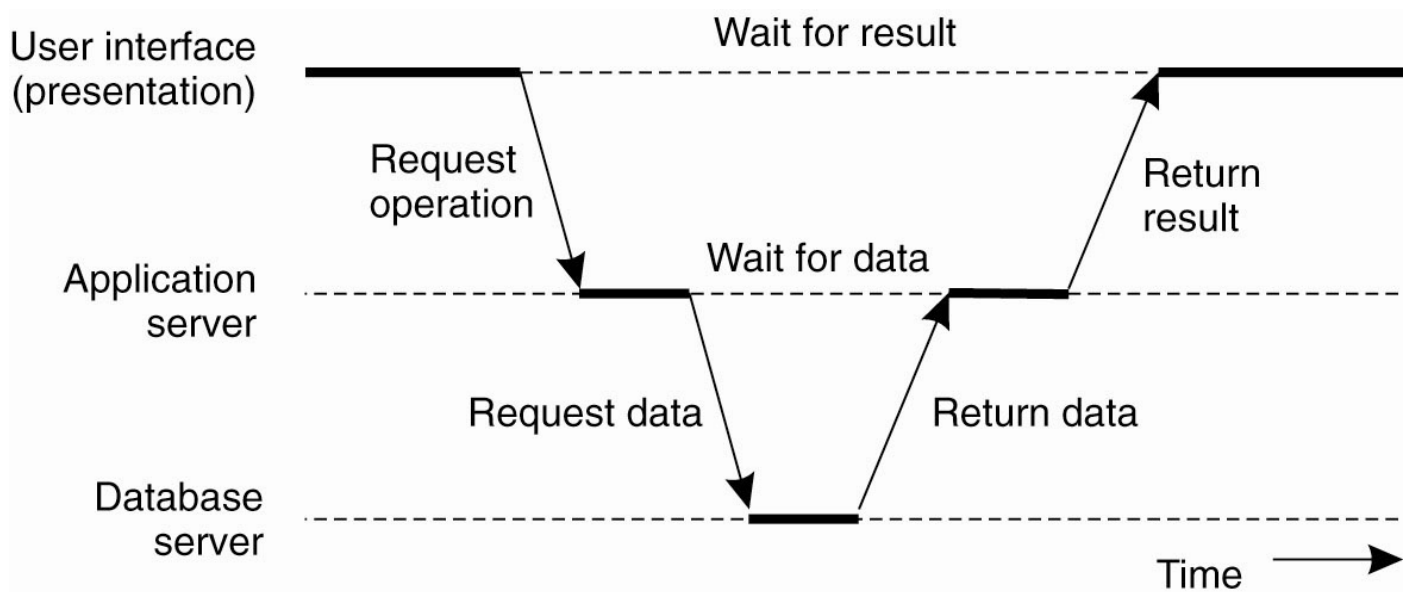 User interface
(presentation)
Wait for result
Request
operation
Return
result
Application
server
Wait for data
Request data
Return data
Database
server
Time